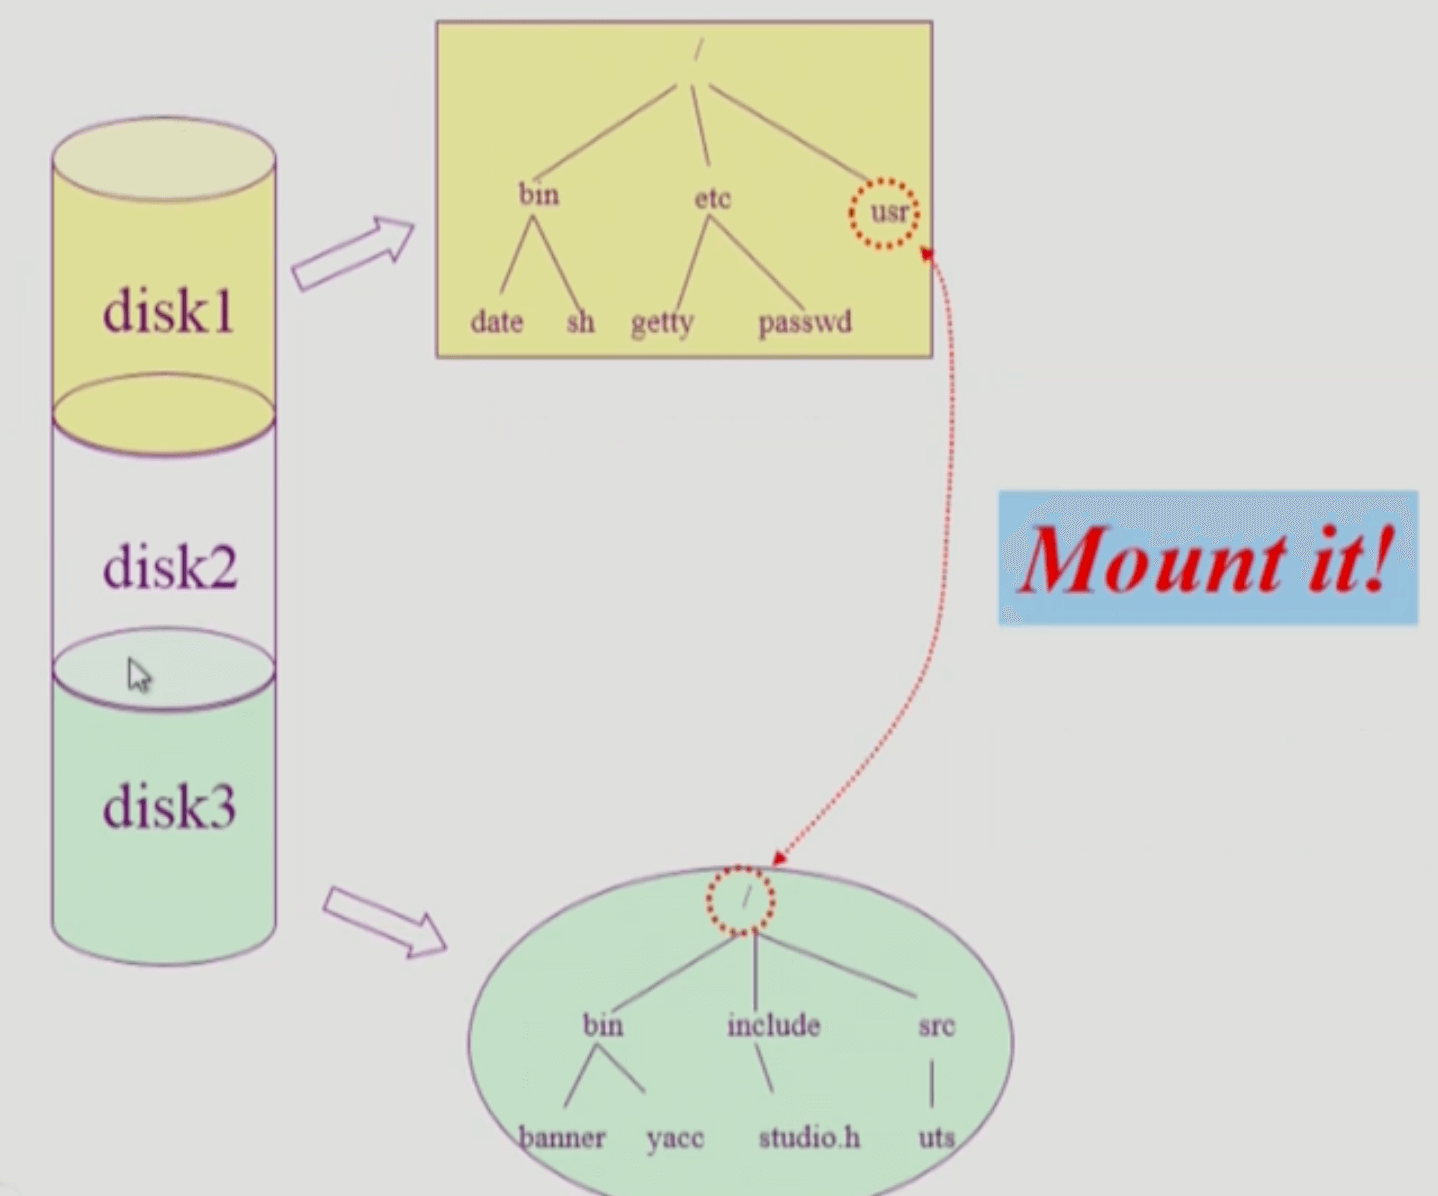 /
bin etc usr
date sh getty passwd
disk1
disk2
Mount it!
disk3
/
bin include src
banner yacc studio.h uts